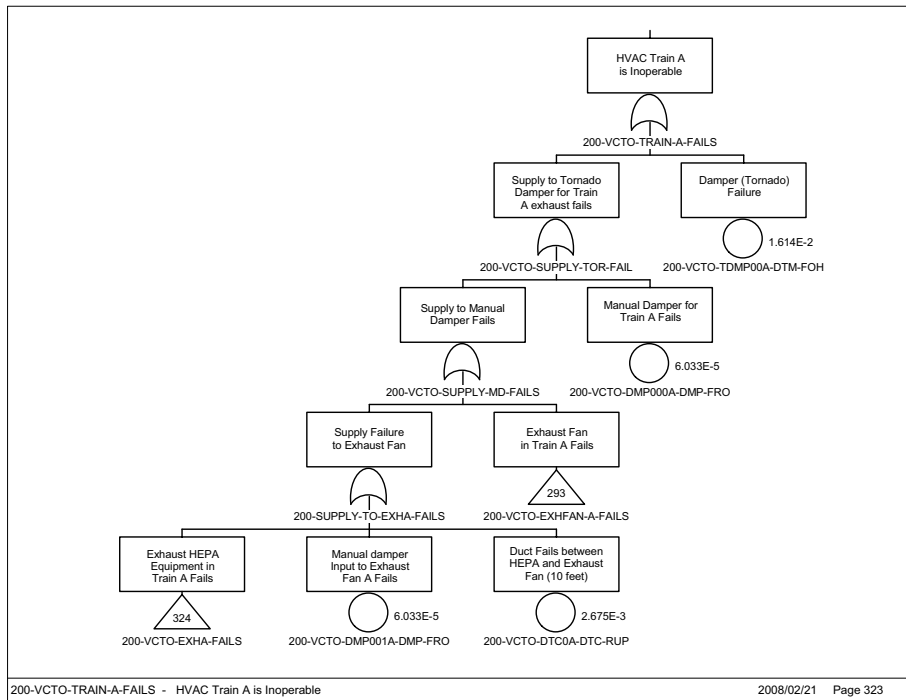 HVAC Train A
is Inoperable
200-VCTO-TRAIN-A-FAILS
Supply to Tornado
Damper for Train
A exhaust fails
200-VCTO-SUPPLY-TOR-FAIL
Damper (Tornado)
Failure
1.614E-2
200-VCTO-TDMP00A-DTM-FOH
Supply to Manual
Damper Fails
200-VCTO-SUPPLY-MD-FAILS
Manual Damper for
Train A Fails
6.033E-5
200-VCTO-DMP000A-DMP-FRO
Supply Failure
to Exhaust Fan
200-SUPPLY-TO-EXHA-FAILS
Exhaust Fan
in Train A Fails
293
200-VCTO-EXHFAN-A-FAILS
Exhaust HEPA
Equipment in
Train A Fails
324
200-VCTO-EXHA-FAILS
Manual damper
Input to Exhaust
Fan A Fails
6.033E-5
200-VCTO-DMP001A-DMP-FRO
Duct Fails between
HEPA and Exhaust
Fan (10 feet)
2.675E-3
200-VCTO-DTC0A-DTC-RUP
200-VCTO-TRAIN-A-FAILS - HVAC Train A is Inoperable
2008/02/21 Page 323